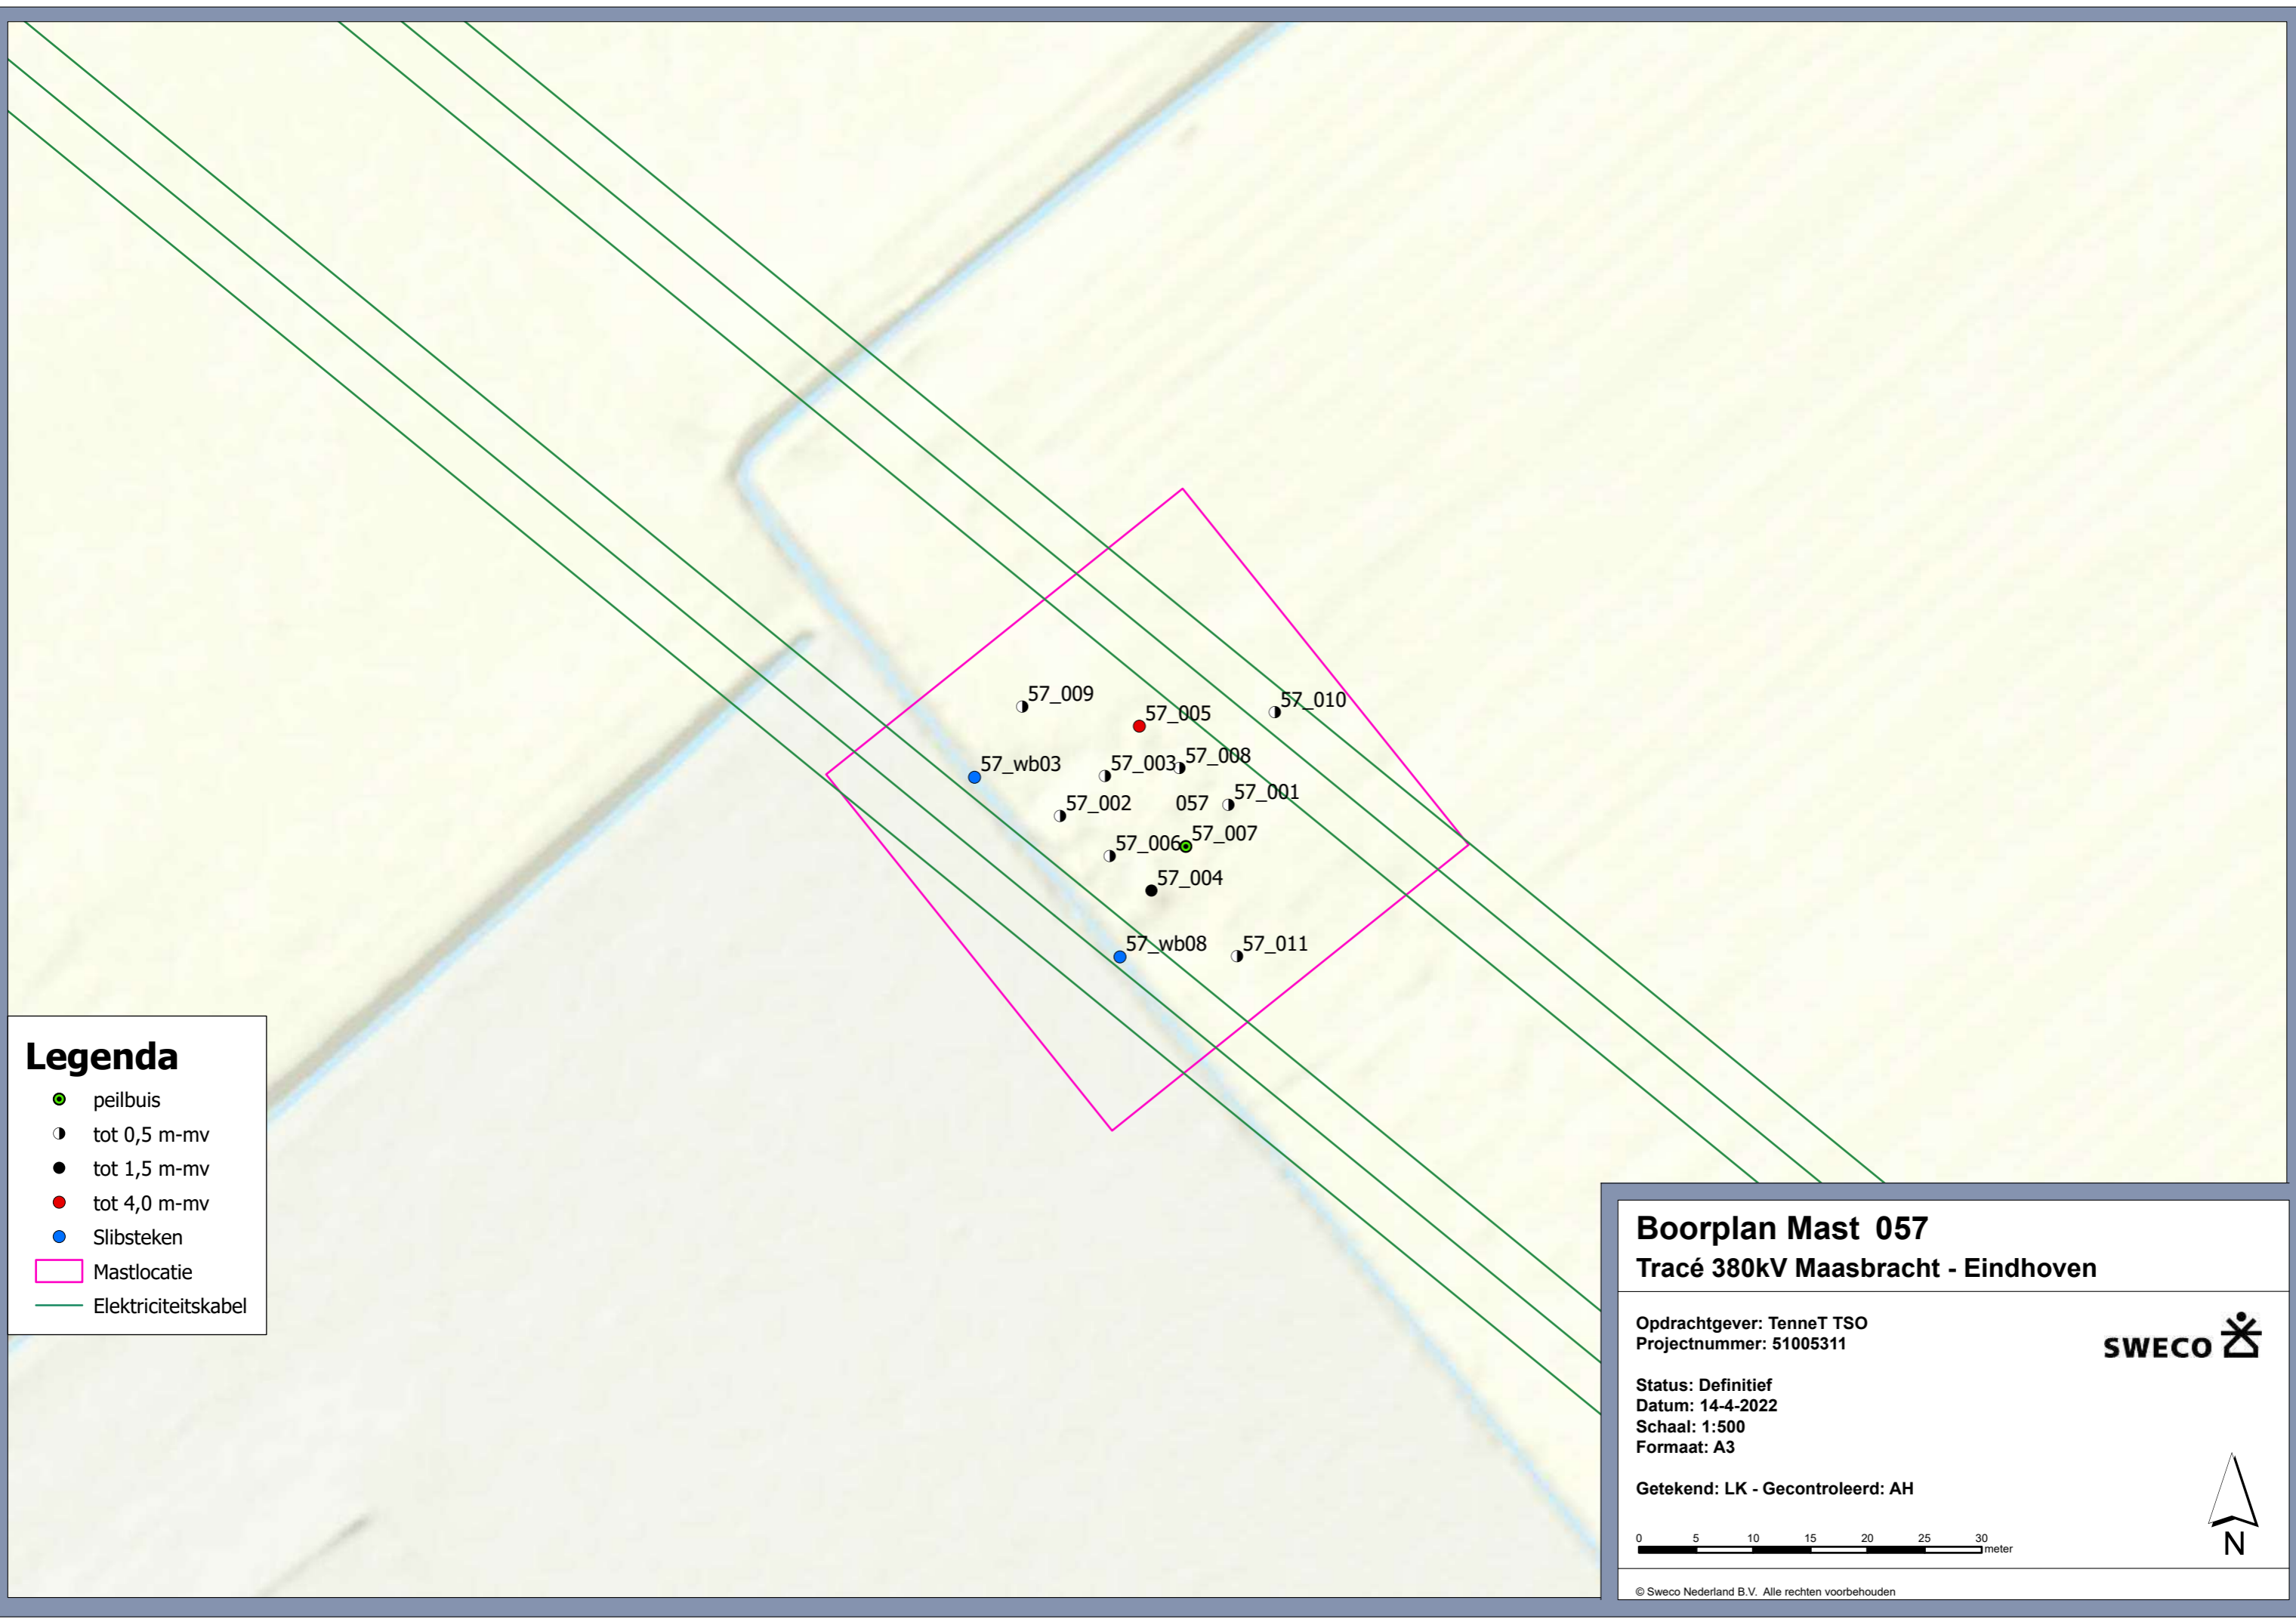 57_009
57_010
57_005
57_wb03
57_003
57_008
57_002
057
57_001
57_006
57_007
57_004
57_wb08
57_011
Legenda
peilbuis
tot 0,5 m-mv
tot 1,5 m-mv
tot 4,0 m-mv
Slibsteken
Mastlocatie
Elektriciteitskabel
Boorplan Mast 057
Tracé 380kV Maasbracht - Eindhoven
Opdrachtgever: TenneT TSO
Projectnummer: 51005311
SWECO
Status: Definitief
Datum: 14-4-2022
Schaal: 1:500
Formaat: A3
Getekend: LK - Gecontroleerd: AH
0 5 10 15 20 25 30
meter
N
© Sweco Nederland B.V. Alle rechten voorbehouden